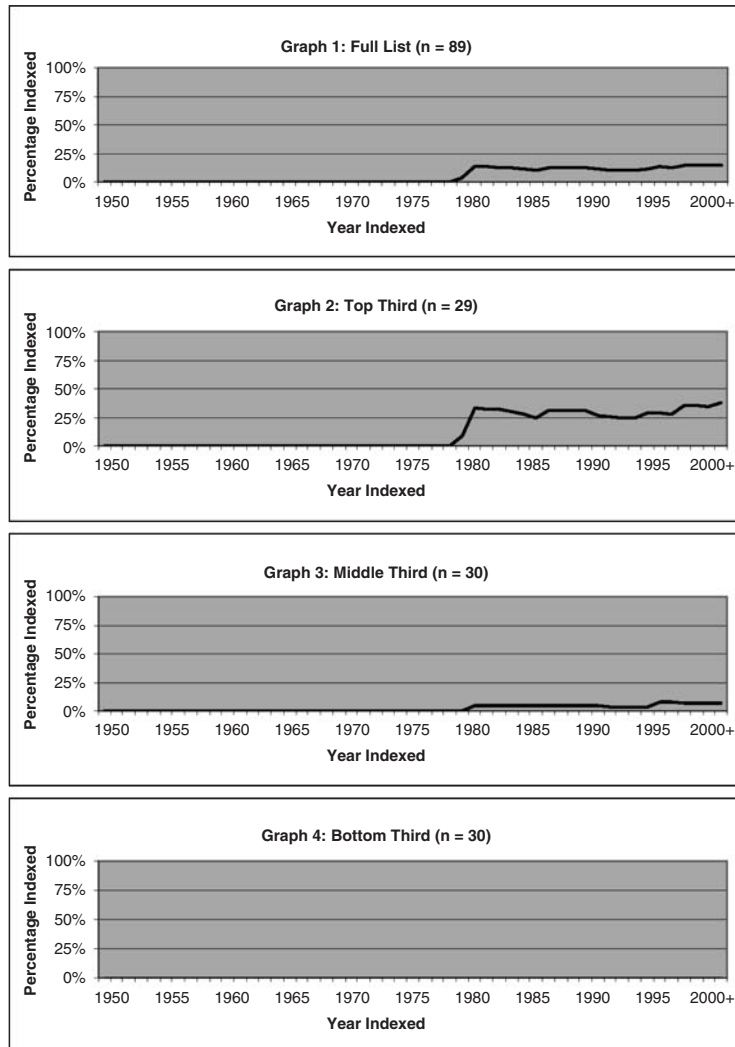 Graph 1: Full List (n = 89)
Percentage Indexed
100%
75%
50%
25%
0%
1950 1955 1960 1965 1970 1975 1980 1985 1990 1995 2000+
Year Indexed
Graph 2: Top Third (n = 29)
Percentage Indexed
100%
75%
50%
25%
0%
1950 1955 1960 1965 1970 1975 1980 1985 1990 1995 2000+
Year Indexed
Graph 3: Middle Third (n = 30)
Percentage Indexed
100%
75%
50%
25%
0%
1950 1955 1960 1965 1970 1975 1980 1985 1990 1995 2000+
Year Indexed
Graph 4: Bottom Third (n = 30)
Percentage Indexed
100%
75%
50%
25%
0%
1950 1955 1960 1965 1970 1975 1980 1985 1990 1995 2000+
Year Indexed